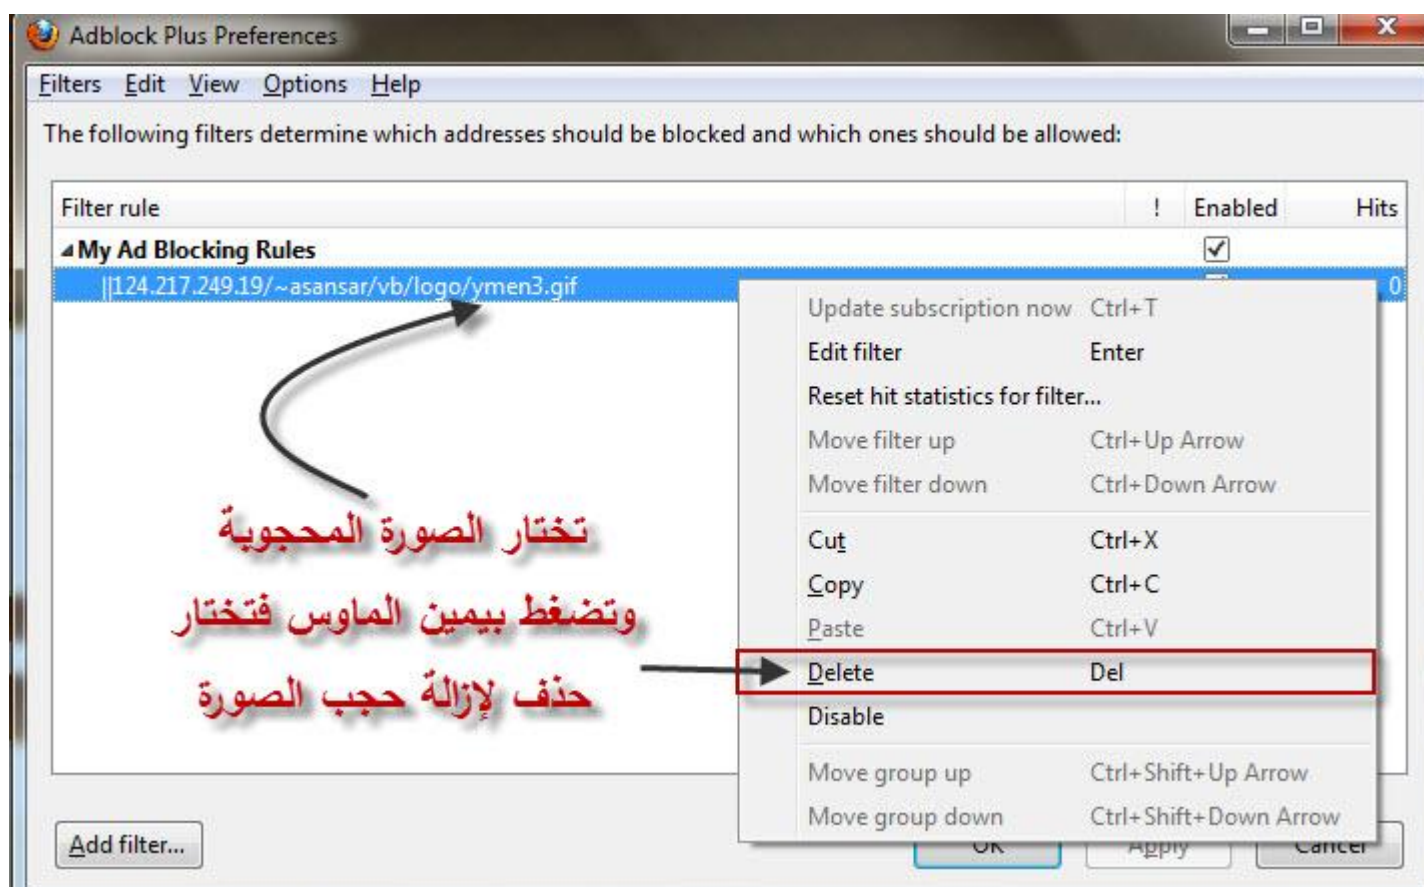 Adblock Plus Preferences
Filters Edit View Options Help
The following filters determine which addresses should be blocked and which ones should be allowed:
Filter rule ! Enabled Hits
My Ad Blocking Rules
||124.217.249.19/~asansar/vb/logo/ymen3.gif 0
Update subscription now Ctrl+T
Edit filter Enter
Reset hit statistics for filter...
Move filter up Ctrl+Up Arrow
Move filter down Ctrl+Down Arrow
Cut Ctrl+X
Copy Ctrl+C
Paste Ctrl+V
Delete Del
Disable
Move group up Ctrl+Shift+Up Arrow
Move group down Ctrl+Shift+Down Arrow
تختار الصورة المحجوبة
وتضغط بيمين الماوس فتختار
حذف لإزالة حجب الصورة
Add filter... OK Apply Cancel